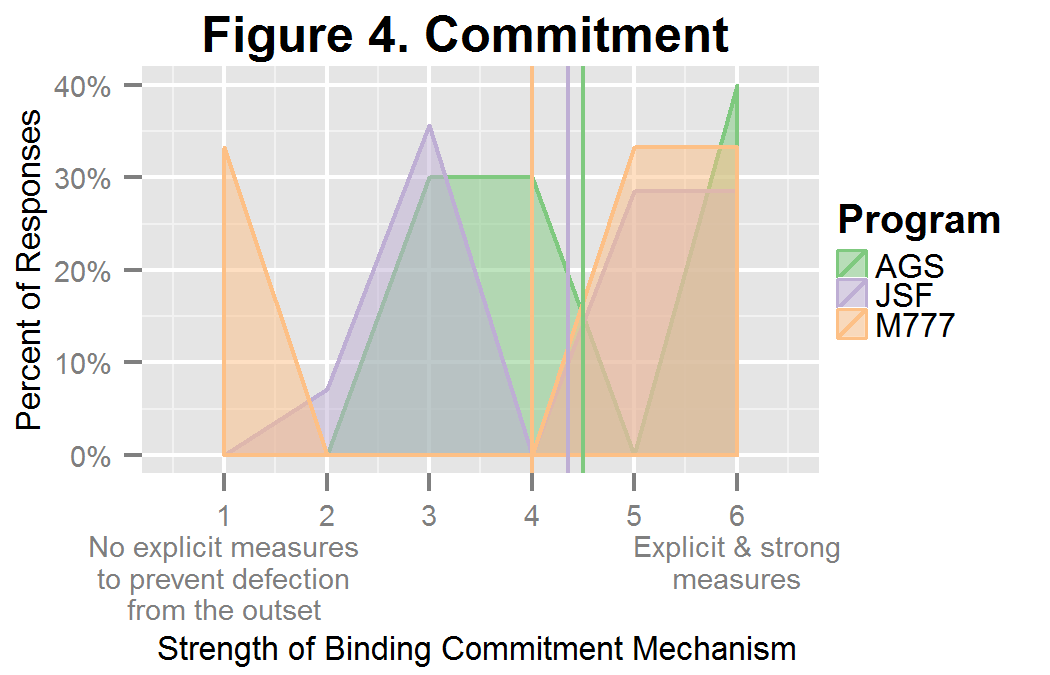 Figure 4. Commitment
Percent of Responses
40%
30%
20%
10%
0%
1 2 3 4 5 6
No explicit measures
to prevent defection
from the outset
Explicit & strong
measures
Strength of Binding Commitment Mechanism
Program
AGS
JSF
M777